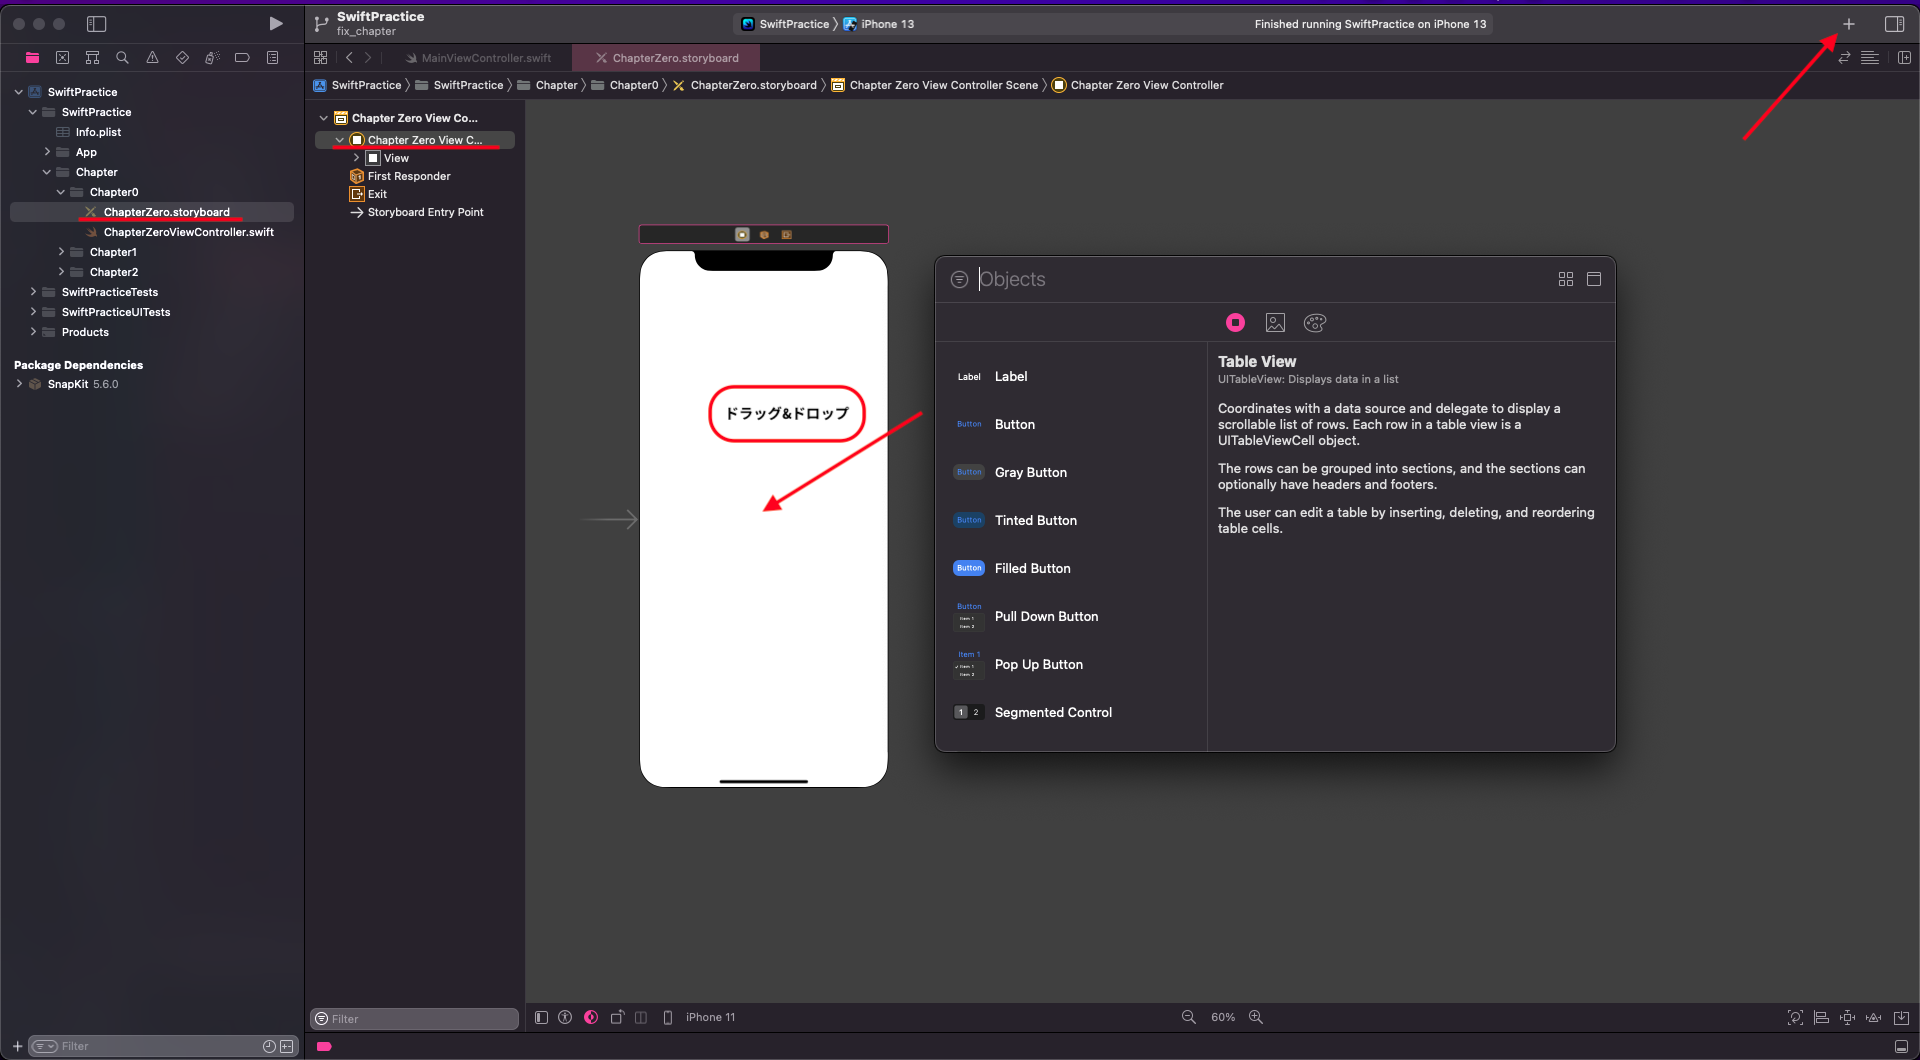 SwiftPractice
fix_chapter
SwiftPractice
iPhone 13
Finished running SwiftPractice on iPhone 13
MainViewController.swift
ChapterZero.storyboard
SwiftPractice
SwiftPractice
Chapter
Chapter0
ChapterZero.storyboard
Chapter Zero View Controller Scene
Chapter Zero View Controller
SwiftPractice
SwiftPractice
Info.plist
App
Chapter
Chapter0
ChapterZero.storyboard
ChapterZeroViewController.swift
Chapter1
Chapter2
SwiftPracticeTests
SwiftPracticeUITests
Products
Package Dependencies
SnapKit 5.6.0
Filter
Chapter Zero View Co...
Chapter Zero View C...
View
First Responder
Exit
Storyboard Entry Point
Filter
ドラッグ&ドロップ
Objects
Label Label
Button Button
Button Gray Button
Button Tinted Button
Button Filled Button
Button
Item 1
Item 2
Pull Down Button
Item 1
Item 1
Item 2
Pop Up Button
1 2 Segmented Control
Table View
UITableView: Displays data in a list
Coordinates with a data source and delegate to display a
scrollable list of rows. Each row in a table view is a
UITableViewCell object.
The rows can be grouped into sections, and the sections can
optionally have headers and footers.
The user can edit a table by inserting, deleting, and reordering
table cells.
iPhone 11
60%